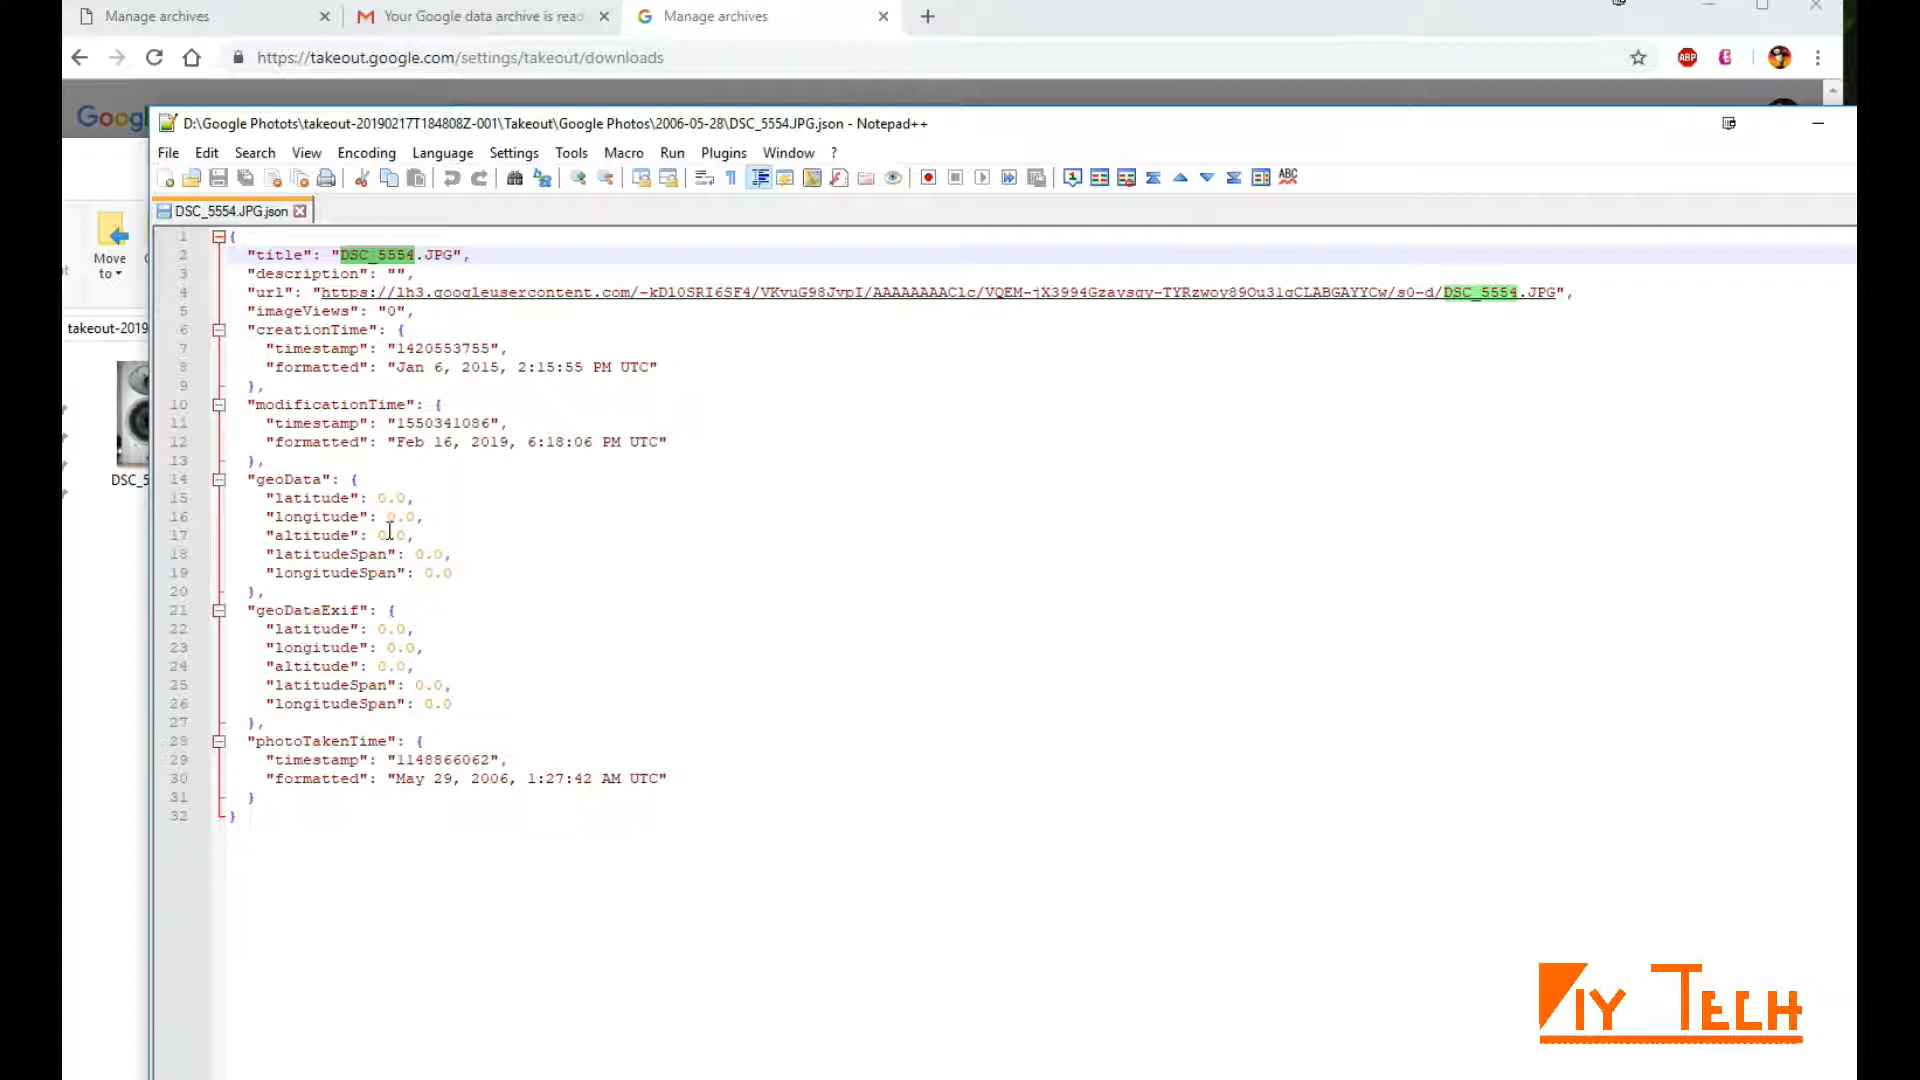 Manage archives
Your Google data archive is read
Manage archives
https://takeout.google.com/settings/takeout/downloads
ABP
Goog
D:\Google Photots\takeout-20190217T184808Z-001\Takeout\Google Photos\2006-05-28\DSC_5554.JPG.json - Notepad++
File Edit Search View Encoding Language Settings Tools Macro Run Plugins Window ?
ABC
DSC_5554.JPG.json
Move
to
takeout-2019
DSC_5
1 {
2 "title": "DSC_5554.JPG",
3 "description": "",
4 "url": "https://lh3.googleusercontent.com/-kDl0SRI6SF4/VKvuG98JvpI/AAAAAAAAClc/VQEM-jX3994Gzaysqy-TYRzwoy89Ou31gCLABGAYYCw/s0-d/DSC_5554.JPG",
5 "imageViews": "0",
6 "creationTime": {
7 "timestamp": "1420553755",
8 "formatted": "Jan 6, 2015, 2:15:55 PM UTC"
9 },
10 "modificationTime": {
11 "timestamp": "1550341086",
12 "formatted": "Feb 16, 2019, 6:18:06 PM UTC"
13 },
14 "geoData": {
15 "latitude": 0.0,
16 "longitude": 0.0,
17 "altitude": 0.0,
18 "latitudeSpan": 0.0,
19 "longitudeSpan": 0.0
20 },
21 "geoDataExif": {
22 "latitude": 0.0,
23 "longitude": 0.0,
24 "altitude": 0.0,
25 "latitudeSpan": 0.0,
26 "longitudeSpan": 0.0
27 },
28 "photoTakenTime": {
29 "timestamp": "1148866062",
30 "formatted": "May 29, 2006, 1:27:42 AM UTC"
31 }
32 }
DIY TECH